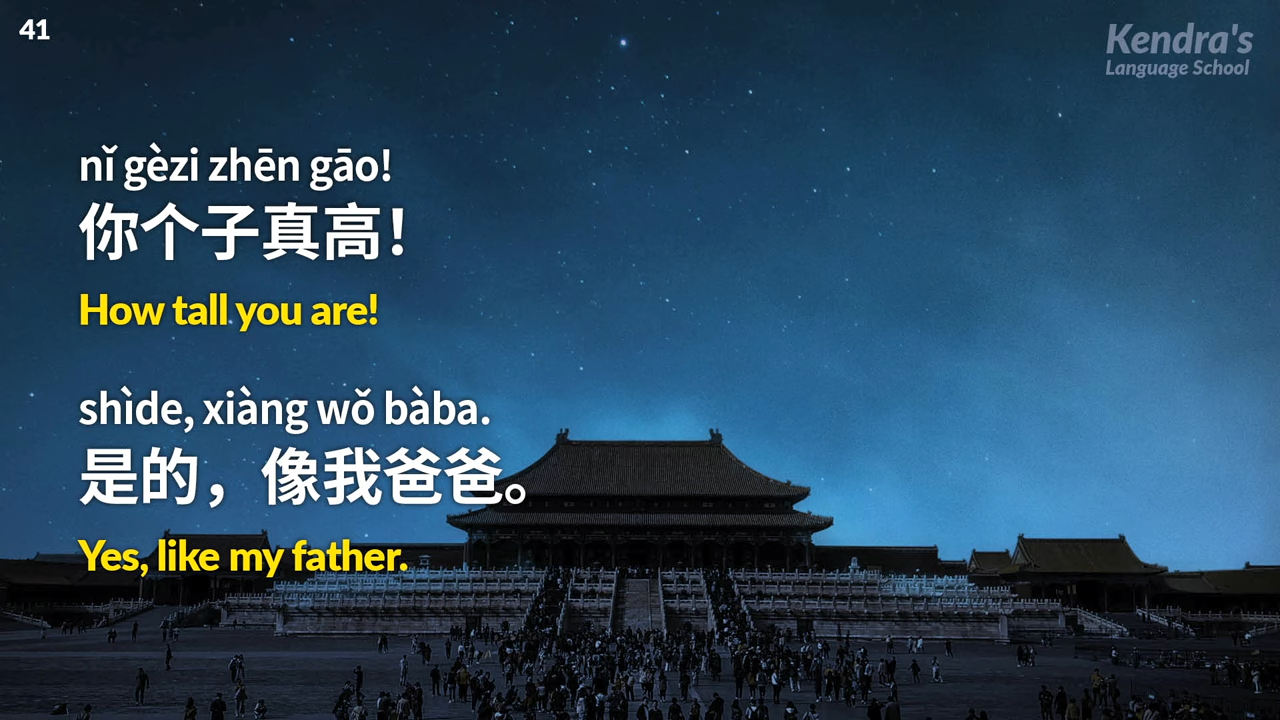 41
Kendra's
Language School
nǐ gèzi zhēn gāo!
你个子真高！
How tall you are!
shìde, xiàng wǒ bàba.
是的，像我爸爸。
Yes, like my father.